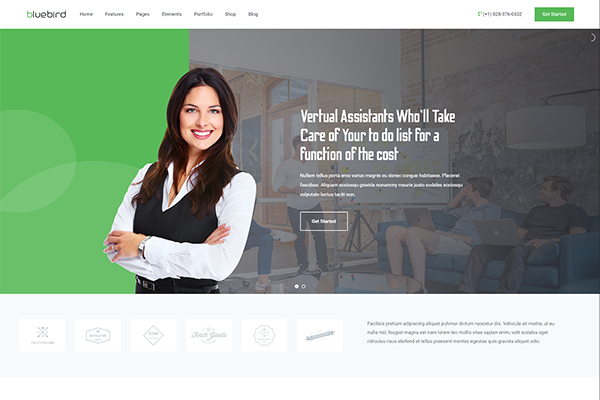 bluebird
Home Features Pages Elements Portfolio Shop Blog
(+1) 828-376-0532
Get Started
Vertual Assistants Who'll Take
Care of Your to do list for a
function of the cost
Nullam tellus porta eros varius magnis eu donec congue habitasse. Placerat
faucibus. Aliquam sociosqu gravida nonummy mauris justo sodales sociosqu
vulputate lectus taciti non.
Get Started
Facilisis pretium adipiscing aliquet pulvinar dictum nascetur dis. Vehicula sit mattis, ut eu
nulla nisi, feugiat magna est nam lorem leo mollis vitae sapien enim, velit sodales eget
ridiculus risus eleifend et tellus praesent montes egestas quis gravida aliquet odio.